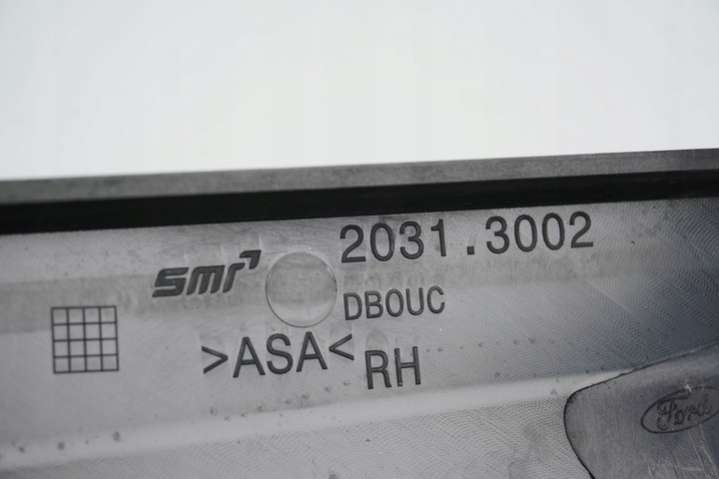 smr 2031.3002
DBOUC
>ASA< RH
Ford